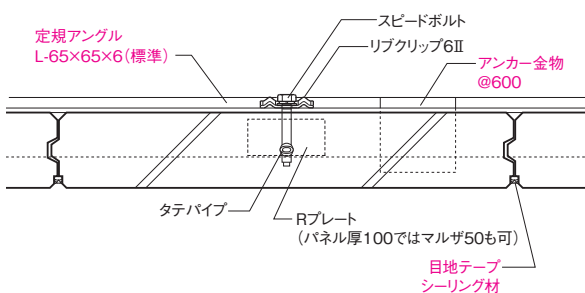 スピードボルト
定規アングル
L-65×65×6(標準)
リブクリップ6Ⅱ
アンカー金物
@600
タテパイプ
Rプレート
(パネル厚100ではマルザ50も可)
目地テープ
シーリング材